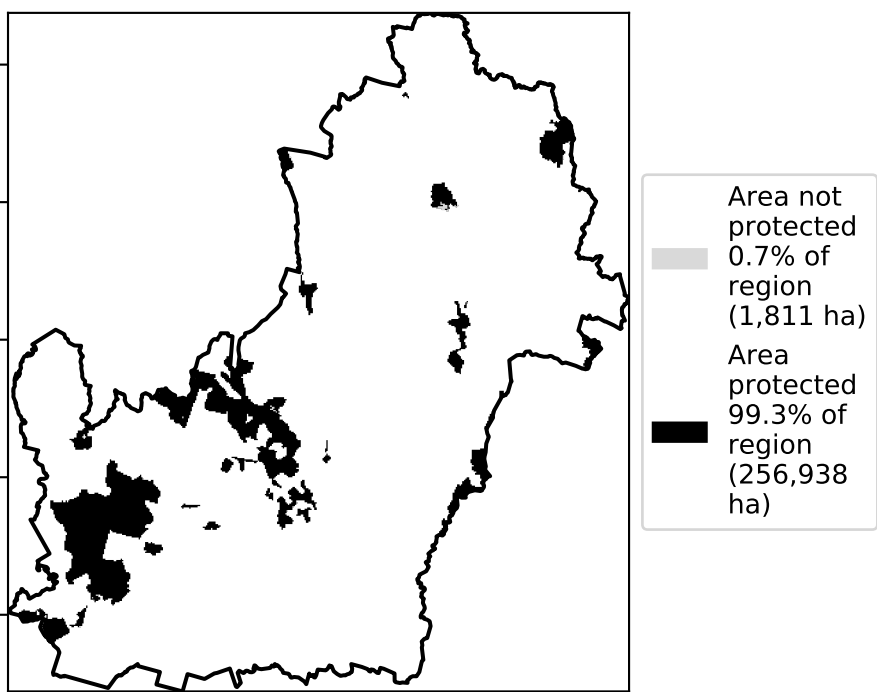 Area not
protected
0.7% of
region
(1,811 ha)
Area
protected
99.3% of
region
(256,938
ha)